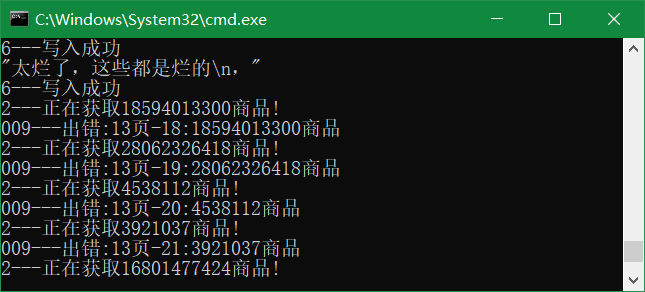 C:\Windows\System32\cmd.exe
6---写入成功
"太烂了，这些都是烂的\n，"
6---写入成功
2---正在获取18594013300商品!
009---出错:13页-18:18594013300商品
2---正在获取28062326418商品!
009---出错:13页-19:28062326418商品
2---正在获取4538112商品!
009---出错:13页-20:4538112商品
2---正在获取3921037商品!
009---出错:13页-21:3921037商品
2---正在获取16801477424商品!